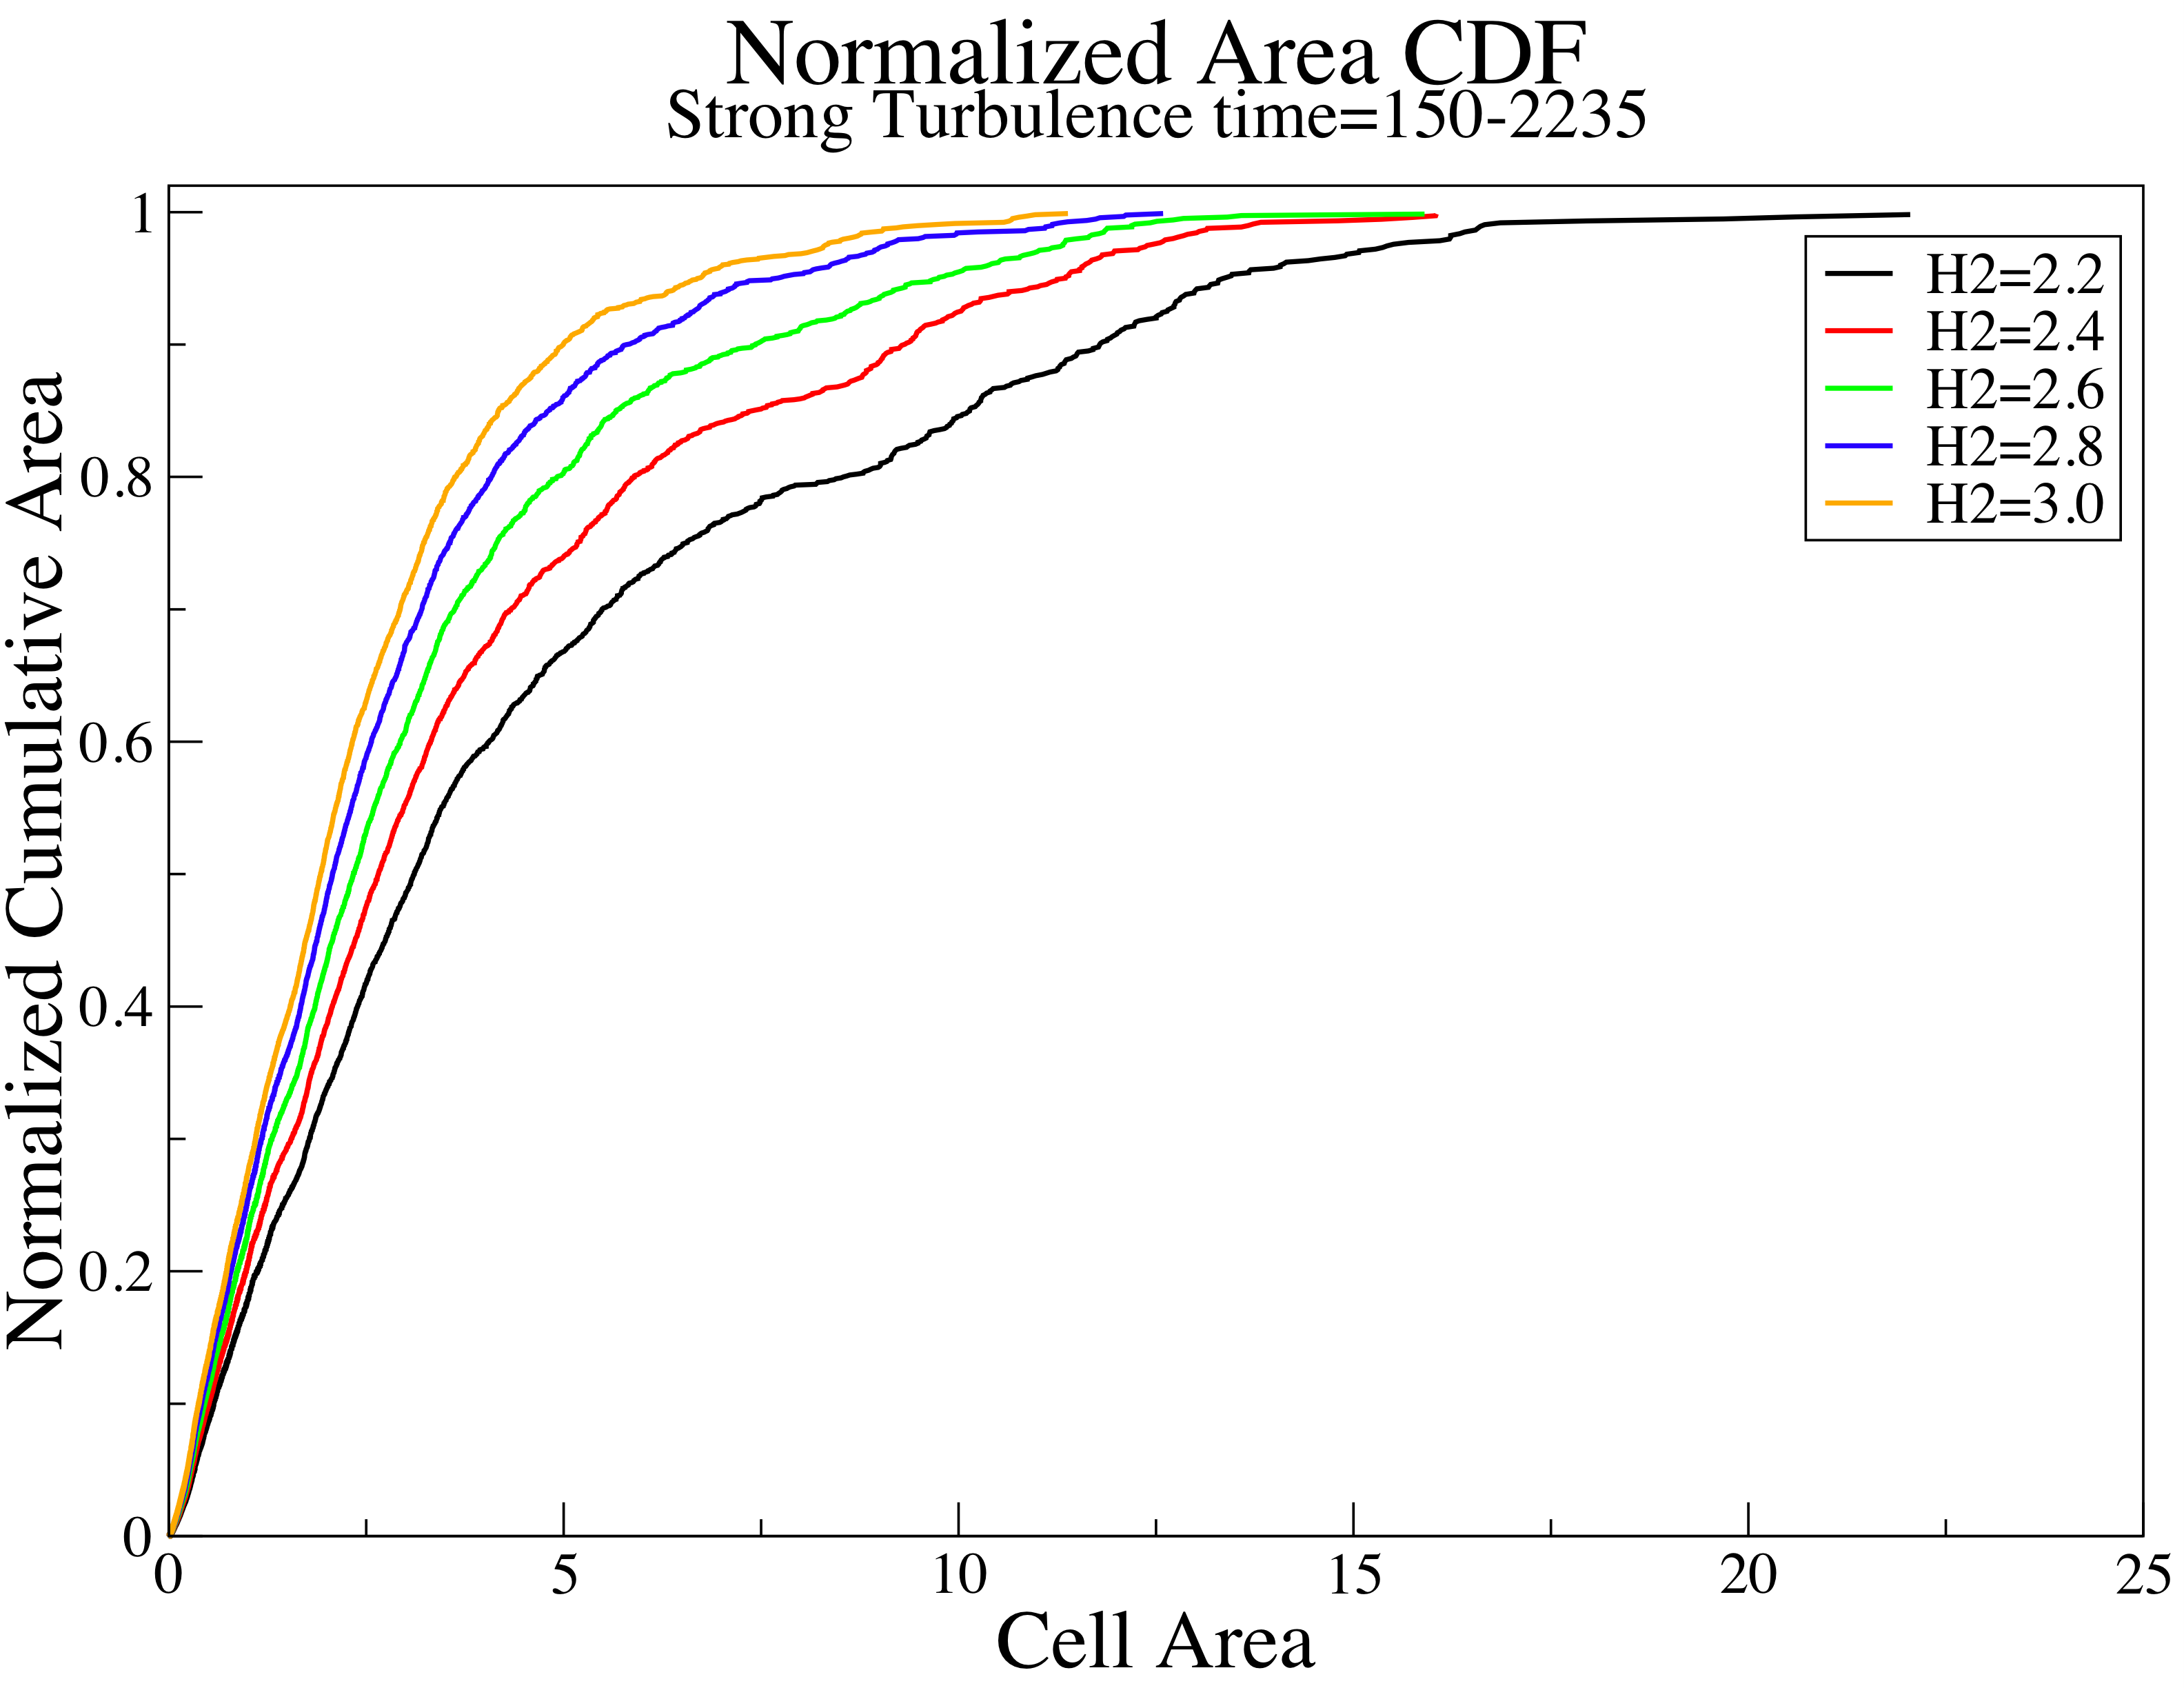 Normalized Area CDF
Strong Turbulence time=150-2235
Normalized Cumulative Area
1
0.8
0.6
0.4
0.2
0
0 5 10 15 20 25
Cell Area
H2=2.2
H2=2.4
H2=2.6
H2=2.8
H2=3.0